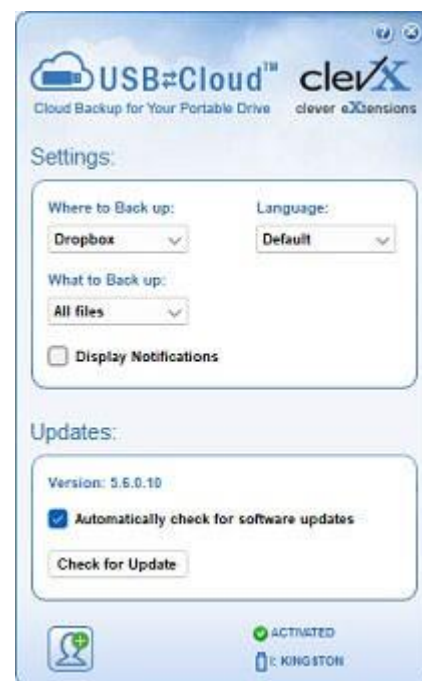 USB⇄Cloud™
Cloud Backup for Your Portable Drive
clevX
clever eXtensions
Settings:
Where to Back up:
Language:
Dropbox
Default
What to Back up:
All files
Display Notifications
Updates:
Version: 5.6.0.10
Automatically check for software updates
Check for Update
ACTIVATED
I: KINGSTON